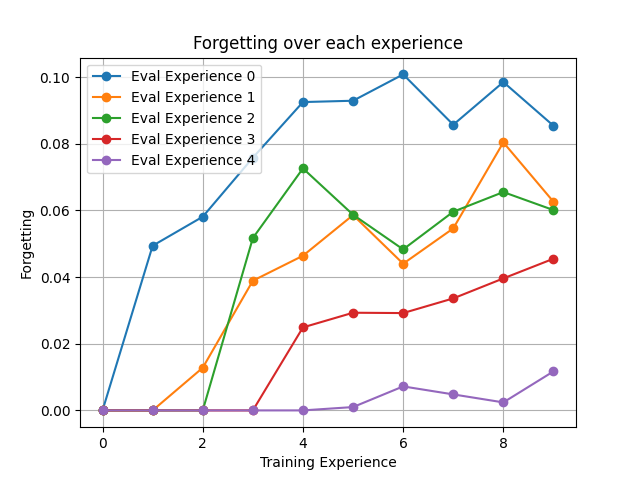 Forgetting over each experience
Eval Experience 0
Eval Experience 1
Eval Experience 2
Eval Experience 3
Eval Experience 4
Forgetting
0.10
0.08
0.06
0.04
0.02
0.00
0 2 4 6 8
Training Experience